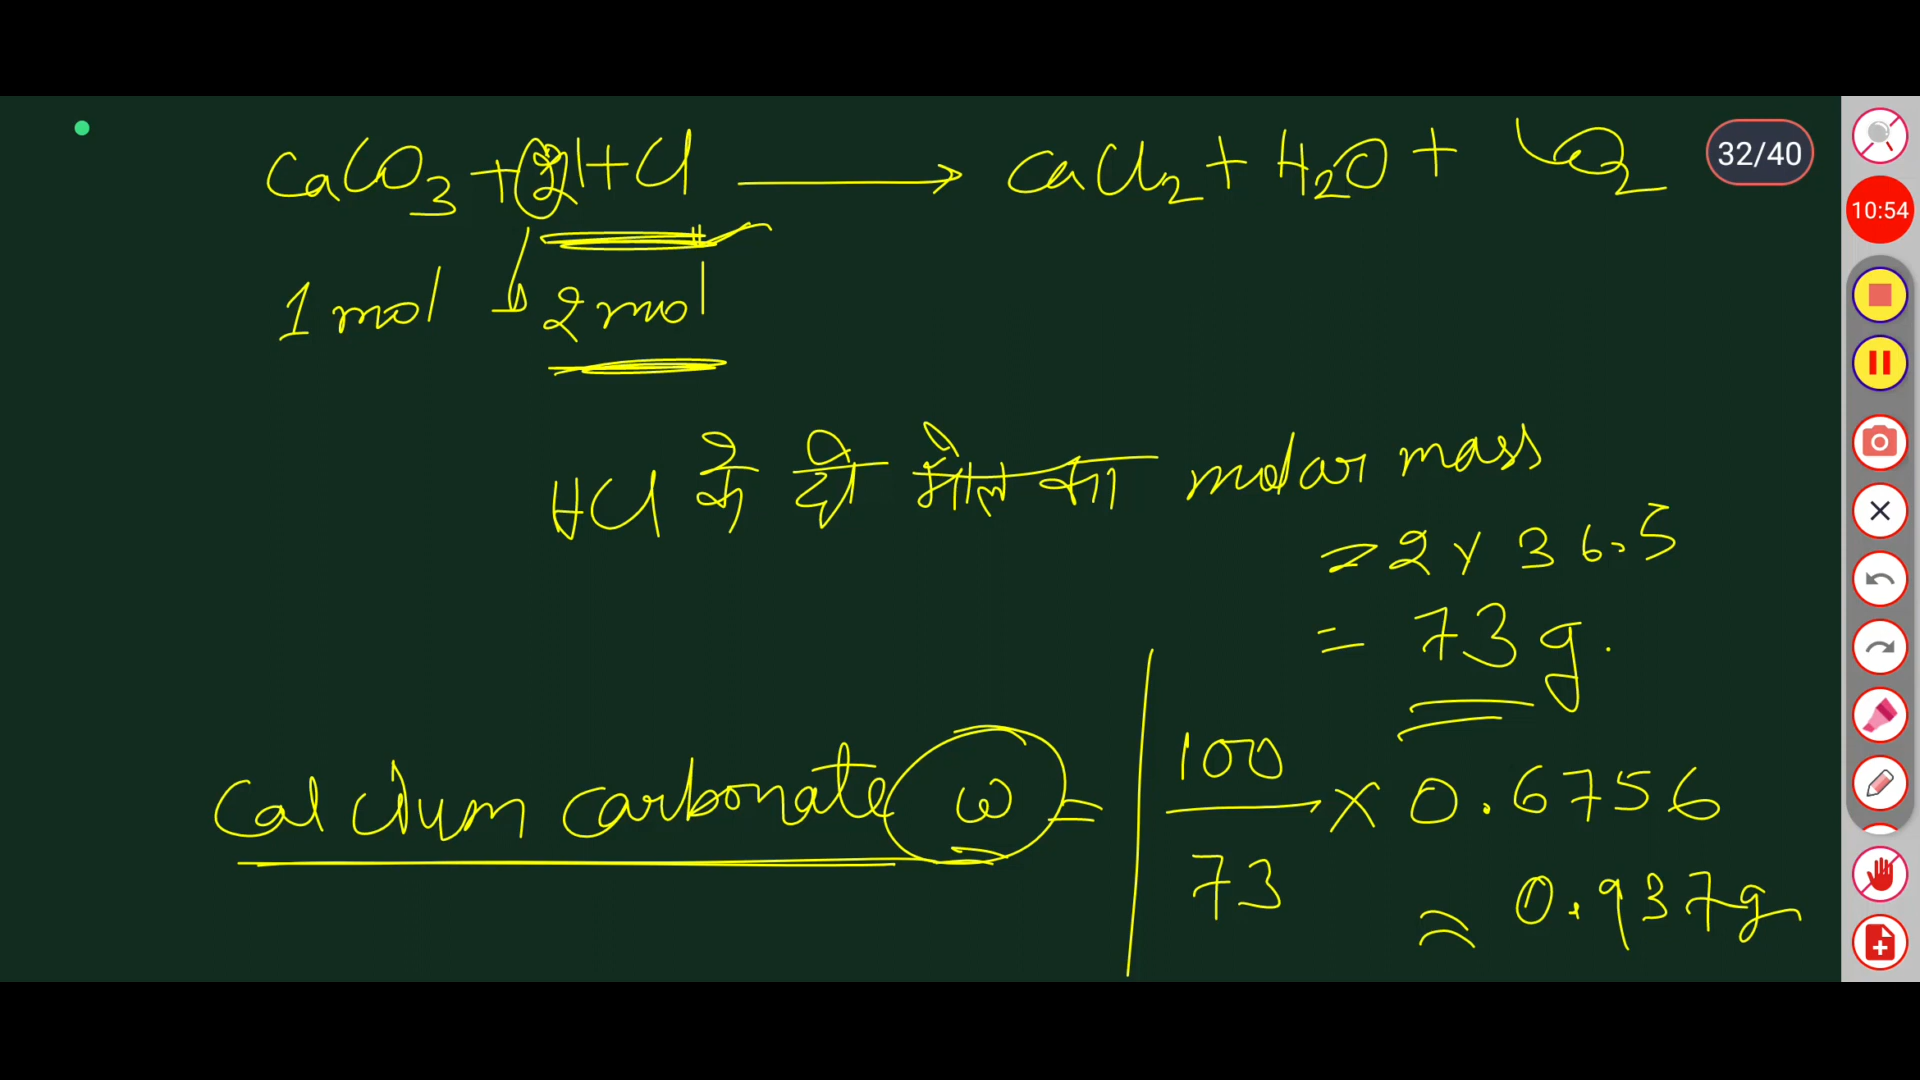 CaCO3 + 2HCl → CaCl2 + H2O + CO2
32/40
10:54
1 mol 2 mol
HCl के दो मोल का molar mass
= 2 x 36.5
= 73 g.
Calcium carbonate ω = 100/73 x 0.6756
= 0.937g